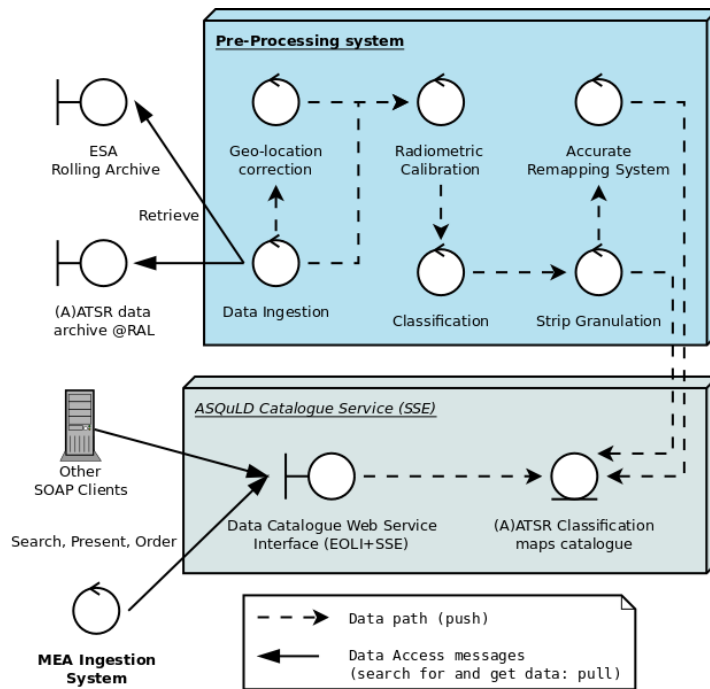 Pre-Processing system
ESA
Rolling Archive
Geo-location
correction
Radiometric
Calibration
Accurate
Remapping System
Retrieve
(A)ATSR data
archive @RAL
Data Ingestion
Classification
Strip Granulation
ASQuLD Catalogue Service (SSE)
Other
SOAP Clients
Data Catalogue Web Service
Interface (EOLI+SSE)
(A)ATSR Classification
maps catalogue
Search, Present, Order
MEA Ingestion
System
Data path (push)
Data Access messages
(search for and get data: pull)